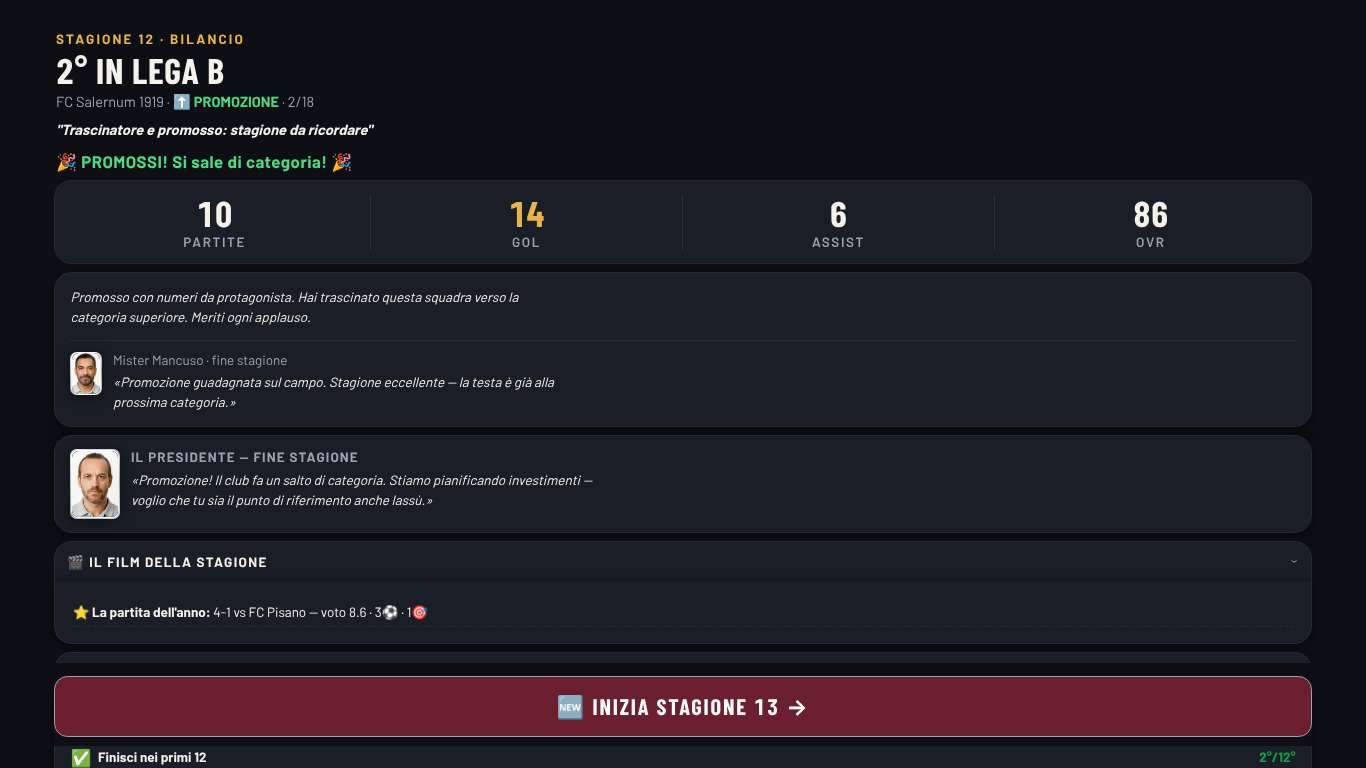 STAGIONE 12 · BILANCIO
2° IN LEGA B
FC Salernum 1919 · ⬆️ PROMOZIONE · 2/18
"Trascinatore e promosso: stagione da ricordare"
🎉 PROMOSSI! Si sale di categoria! 🎉
10 14 6 86
PARTITE GOL ASSIST OVR
Promosso con numeri da protagonista. Hai trascinato questa squadra verso la
categoria superiore. Meriti ogni applauso.
Mister Mancuso · fine stagione
«Promozione guadagnata sul campo. Stagione eccellente — la testa è già alla
prossima categoria.»
IL PRESIDENTE — FINE STAGIONE
«Promozione! Il club fa un salto di categoria. Stiamo pianificando investimenti —
voglio che tu sia il punto di riferimento anche lassù.»
🎬 IL FILM DELLA STAGIONE
⭐ La partita dell'anno: 4-1 vs FC Pisano — voto 8.6 · 3⚽ · 1🎯
🆕 INIZIA STAGIONE 13 →
✅ Finisci nei primi 12 2°/12°